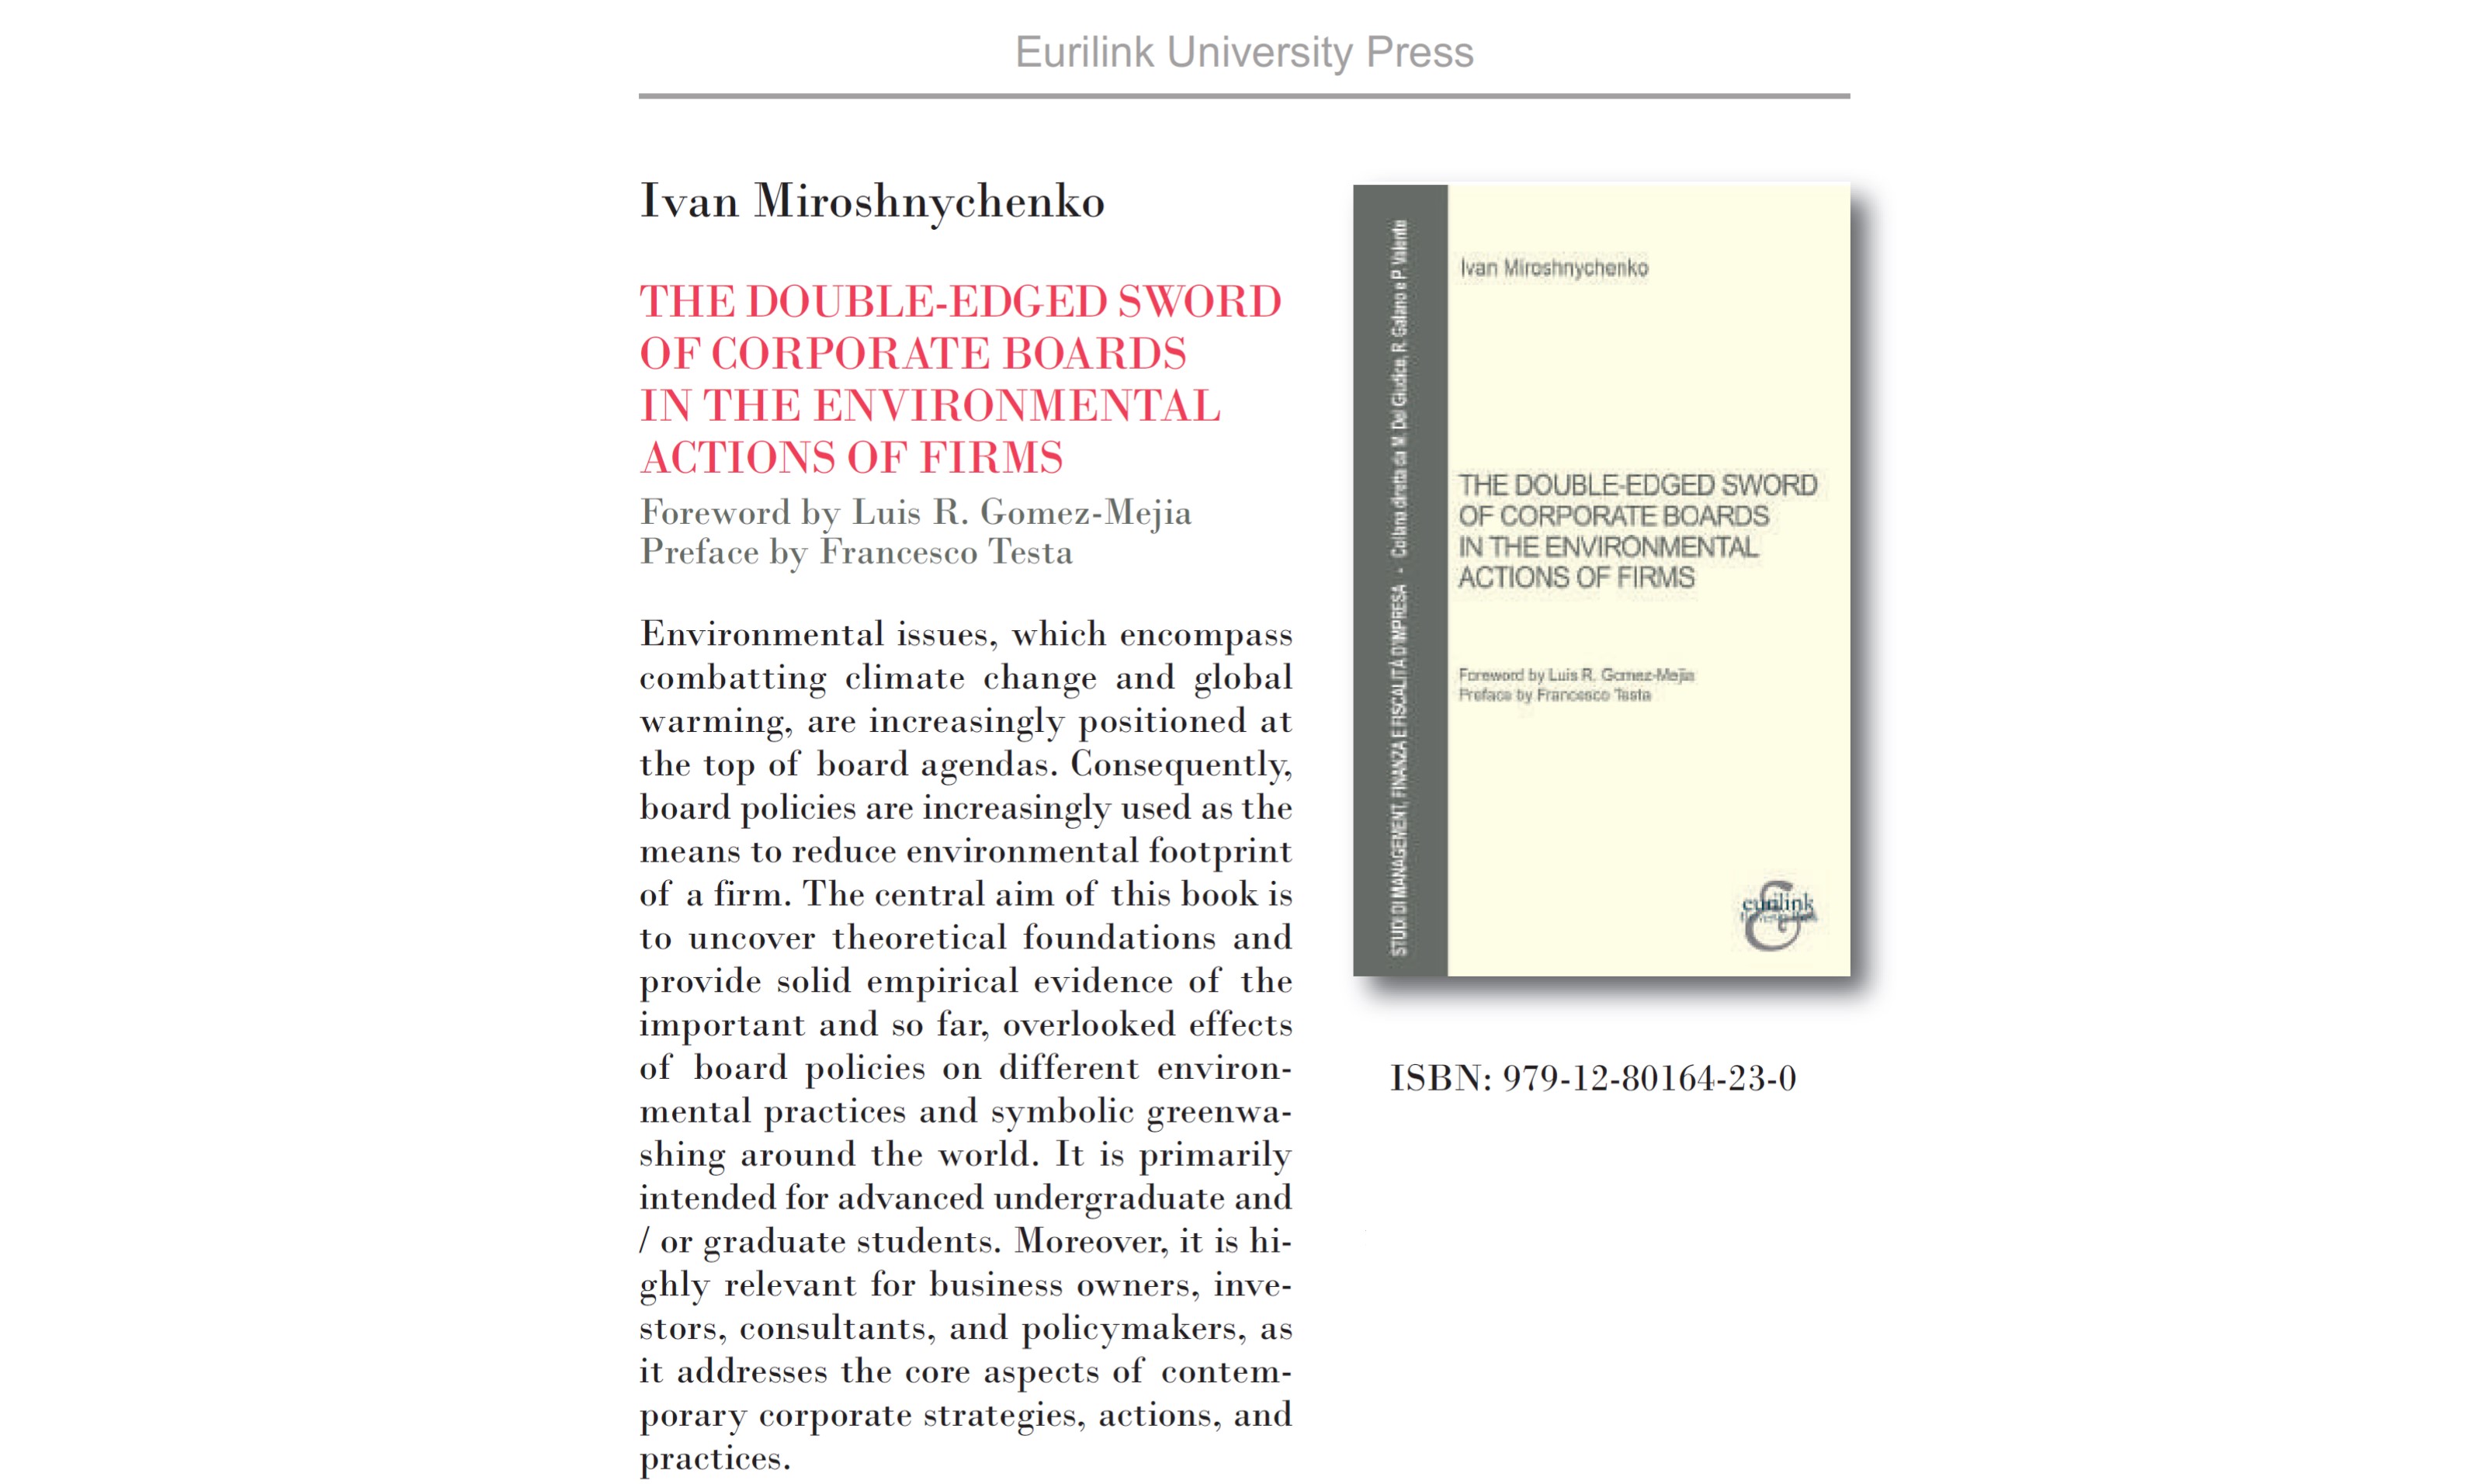 Eurilink University Press
Ivan Miroshnychenko
THE DOUBLE-EDGED SWORD
OF CORPORATE BOARDS
IN THE ENVIRONMENTAL
ACTIONS OF FIRMS
Foreword by Luis R. Gomez-Mejia
Preface by Francesco Testa
Environmental issues, which encompass
combatting climate change and global
warming, are increasingly positioned at
the top of board agendas. Consequently,
board policies are increasingly used as the
means to reduce environmental footprint
of a firm. The central aim of this book is
to uncover theoretical foundations and
provide solid empirical evidence of the
important and so far, overlooked effects
of board policies on different environ-
mental practices and symbolic greenwa-
shing around the world. It is primarily
intended for advanced undergraduate and
/ or graduate students. Moreover, it is hi-
ghly relevant for business owners, inve-
stors, consultants, and policymakers, as
it addresses the core aspects of contem-
porary corporate strategies, actions, and
practices.
STUDI DI MANAGEMENT, FINANZA E FISCALITÀ D'IMPRESA - Collana diretta da M. Del Giudice, R. Galano e P. Valente
Ivan Miroshnychenko
THE DOUBLE-EDGED SWORD
OF CORPORATE BOARDS
IN THE ENVIRONMENTAL
ACTIONS OF FIRMS
Foreword by Luis R. Gomez-Mejia
Preface by Francesco Testa
eurilink
ISBN: 979-12-80164-23-0